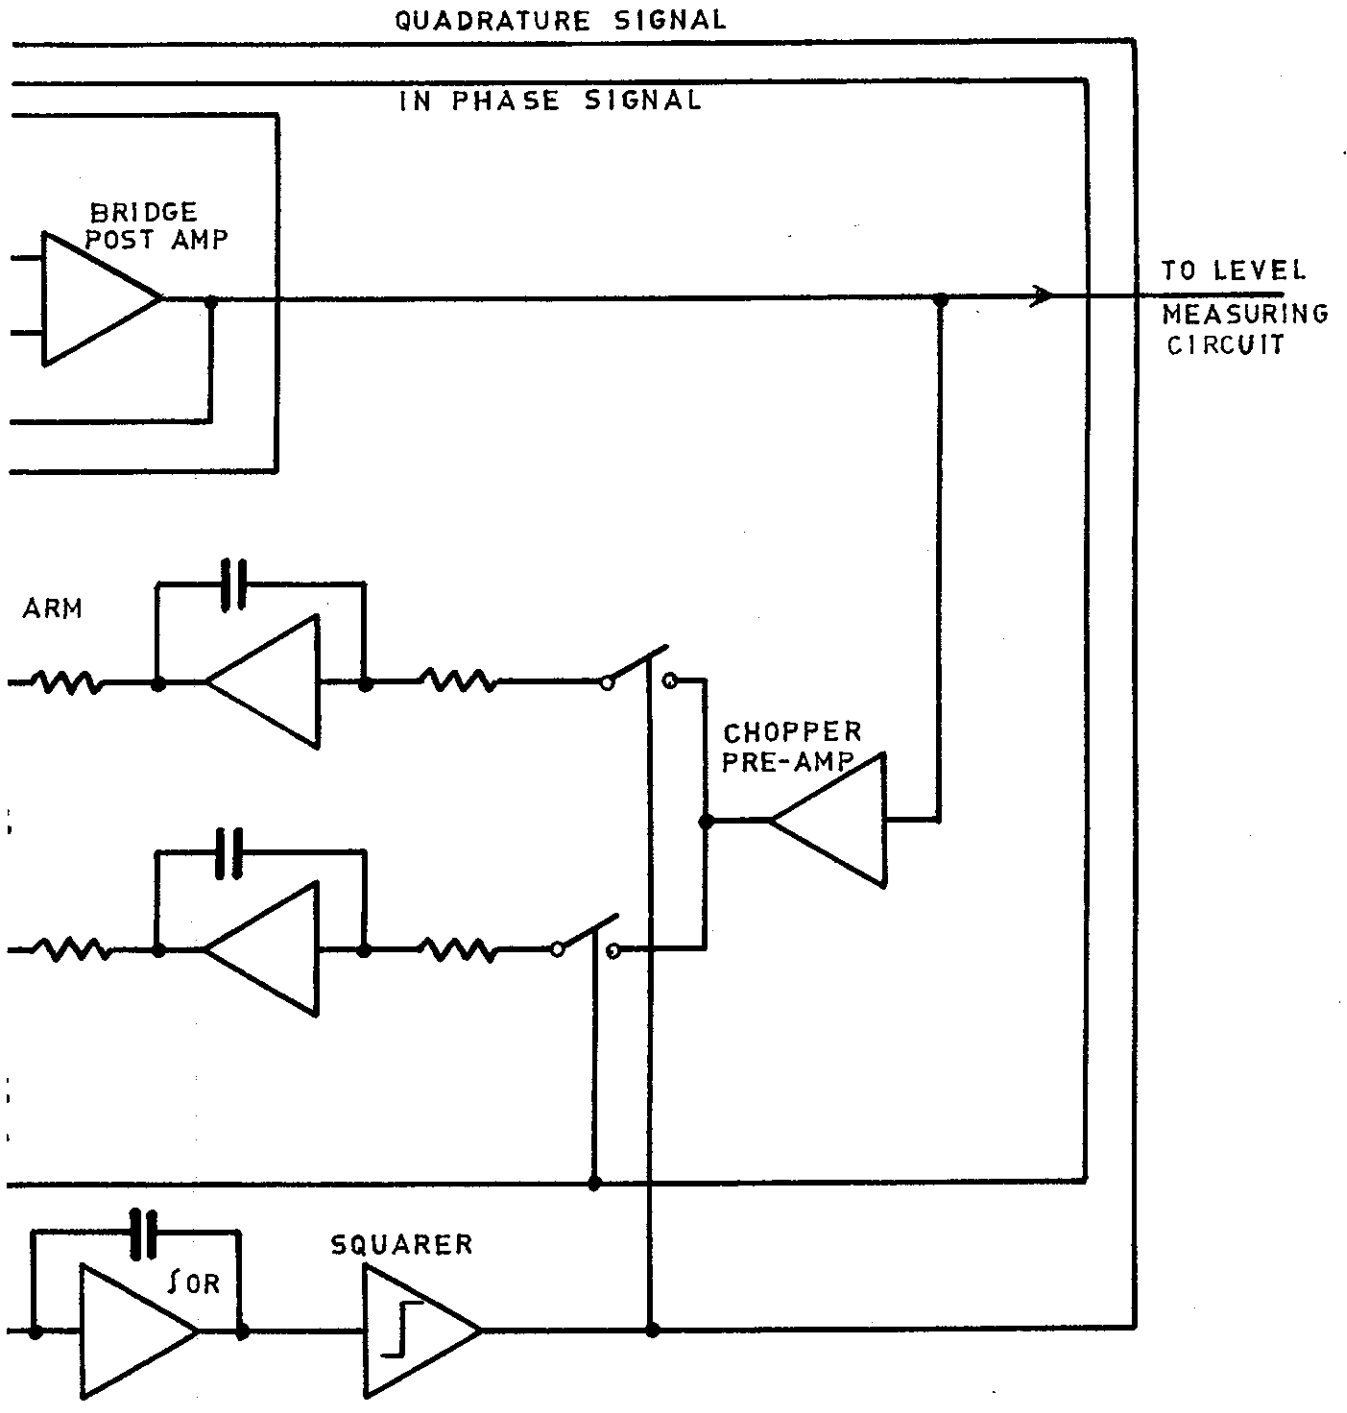 QUADRATURE SIGNAL
IN PHASE SIGNAL
BRIDGE
POST AMP
TO LEVEL
MEASURING
CIRCUIT
ARM
CHOPPER
PRE-AMP
SQUARER
∫OR